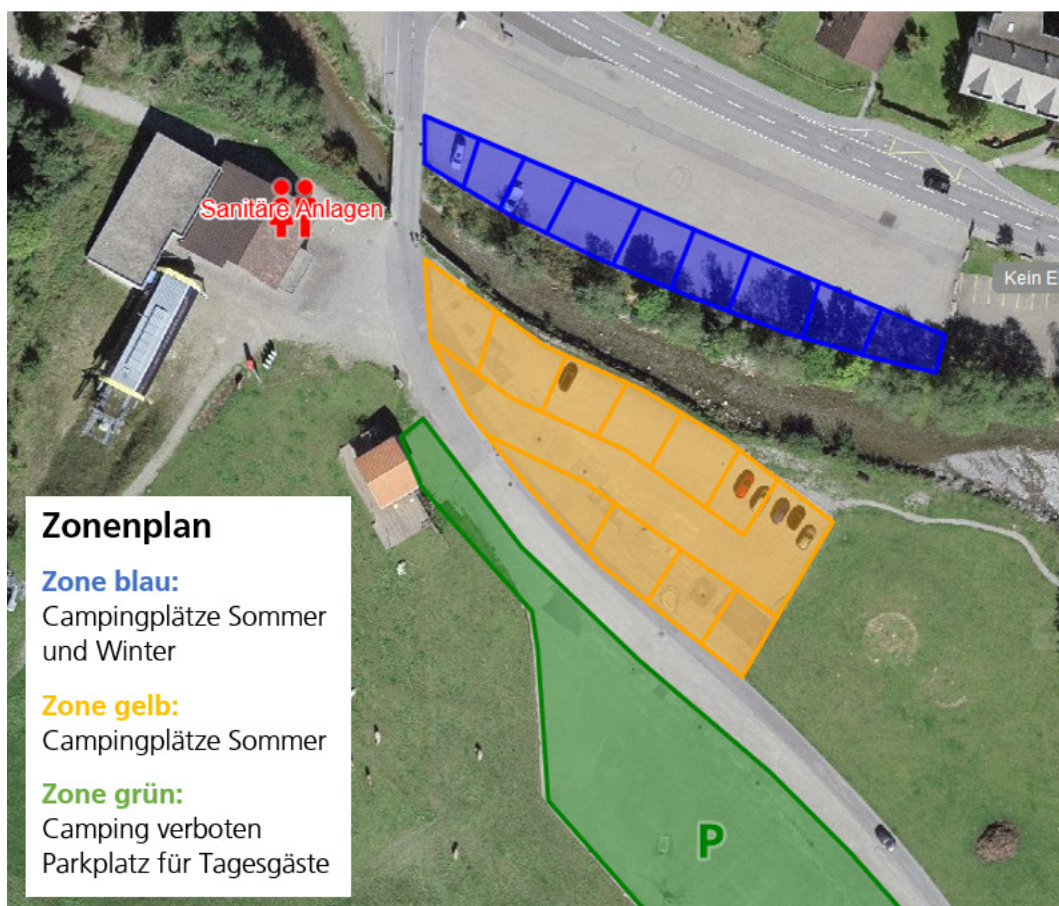 Sanitäre Anlagen
Kein E
Zonenplan
Zone blau:
Campingplätze Sommer
und Winter
Zone gelb:
Campingplätze Sommer
Zone grün:
Camping verboten
Parkplatz für Tagesgäste
P